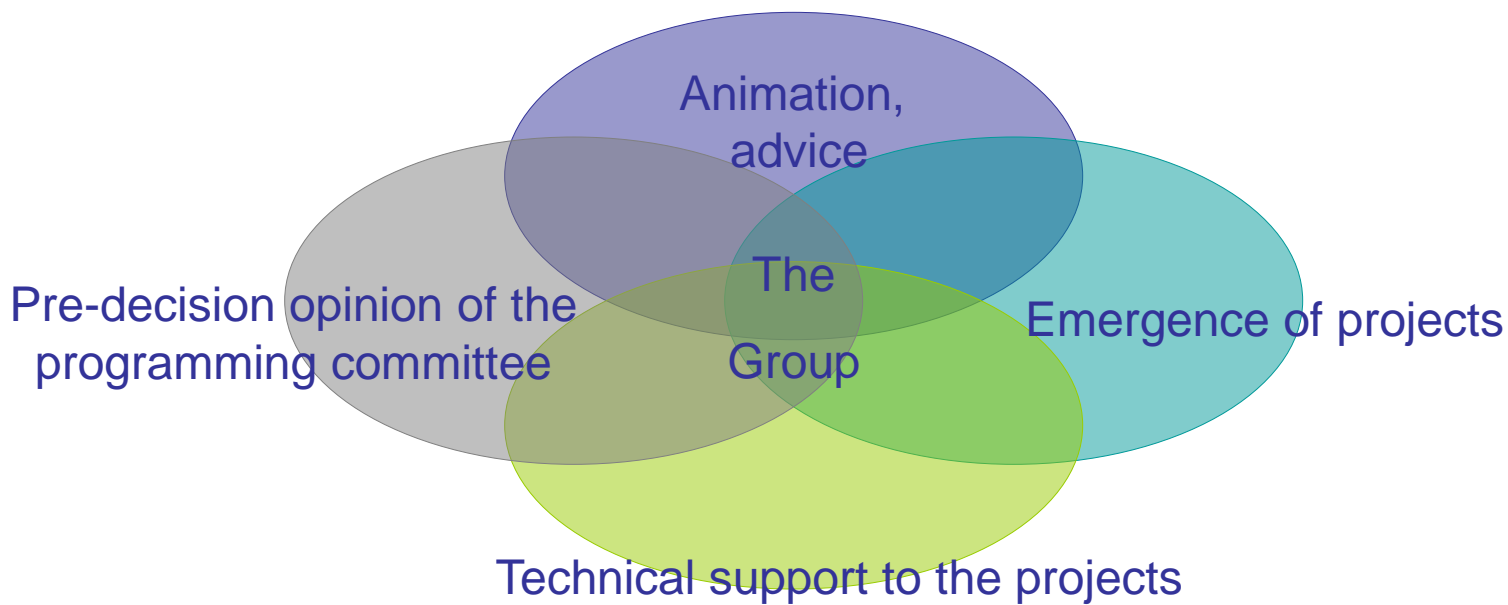 Animation,
advice
Pre-decision opinion of the
programming committee
The
Group
Emergence of projects
Technical support to the projects